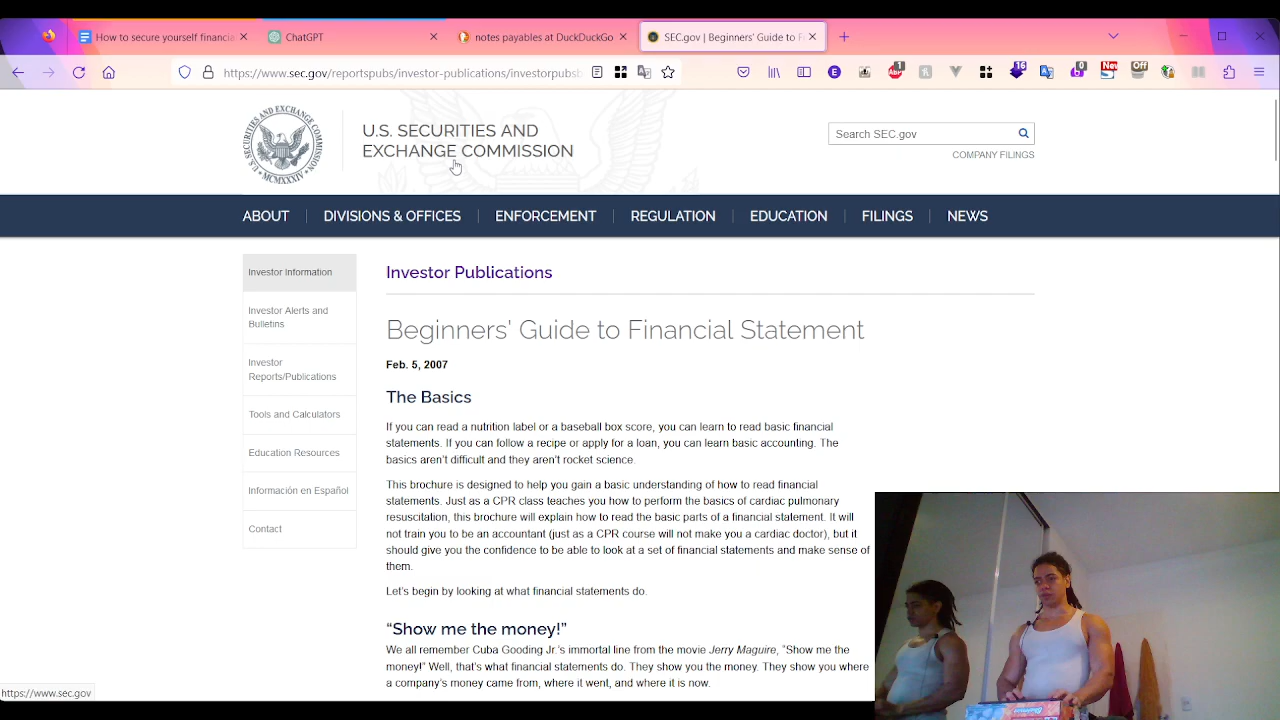 How to secure yourself financia
ChatGPT
notes payables at DuckDuckGo
SEC.gov | Beginners' Guide to F
https://www.sec.gov/reportspubs/investor-publications/investorpubsb
1
16
0
New
Off
U.S. SECURITIES AND
EXCHANGE COMMISSION
U.S. SECURITIES AND EXCHANGE COMMISSION
MCMXXXIV
Search SEC.gov
COMPANY FILINGS
ABOUT
DIVISIONS & OFFICES
ENFORCEMENT
REGULATION
EDUCATION
FILINGS
NEWS
Investor Information
Investor Alerts and
Bulletins
Investor
Reports/Publications
Tools and Calculators
Education Resources
Información en Español
Contact
Investor Publications
Beginners' Guide to Financial Statement
Feb. 5, 2007
The Basics
If you can read a nutrition label or a baseball box score, you can learn to read basic financial
statements. If you can follow a recipe or apply for a loan, you can learn basic accounting. The
basics aren't difficult and they aren't rocket science.
This brochure is designed to help you gain a basic understanding of how to read financial
statements. Just as a CPR class teaches you how to perform the basics of cardiac pulmonary
resuscitation, this brochure will explain how to read the basic parts of a financial statement. It will
not train you to be an accountant (just as a CPR course will not make you a cardiac doctor), but it
should give you the confidence to be able to look at a set of financial statements and make sense of
them.
Let's begin by looking at what financial statements do.
"Show me the money!"
We all remember Cuba Gooding Jr.'s immortal line from the movie Jerry Maguire, "Show me the
money!" Well, that's what financial statements do. They show you the money. They show you where
a company's money came from, where it went, and where it is now.
https://www.sec.gov